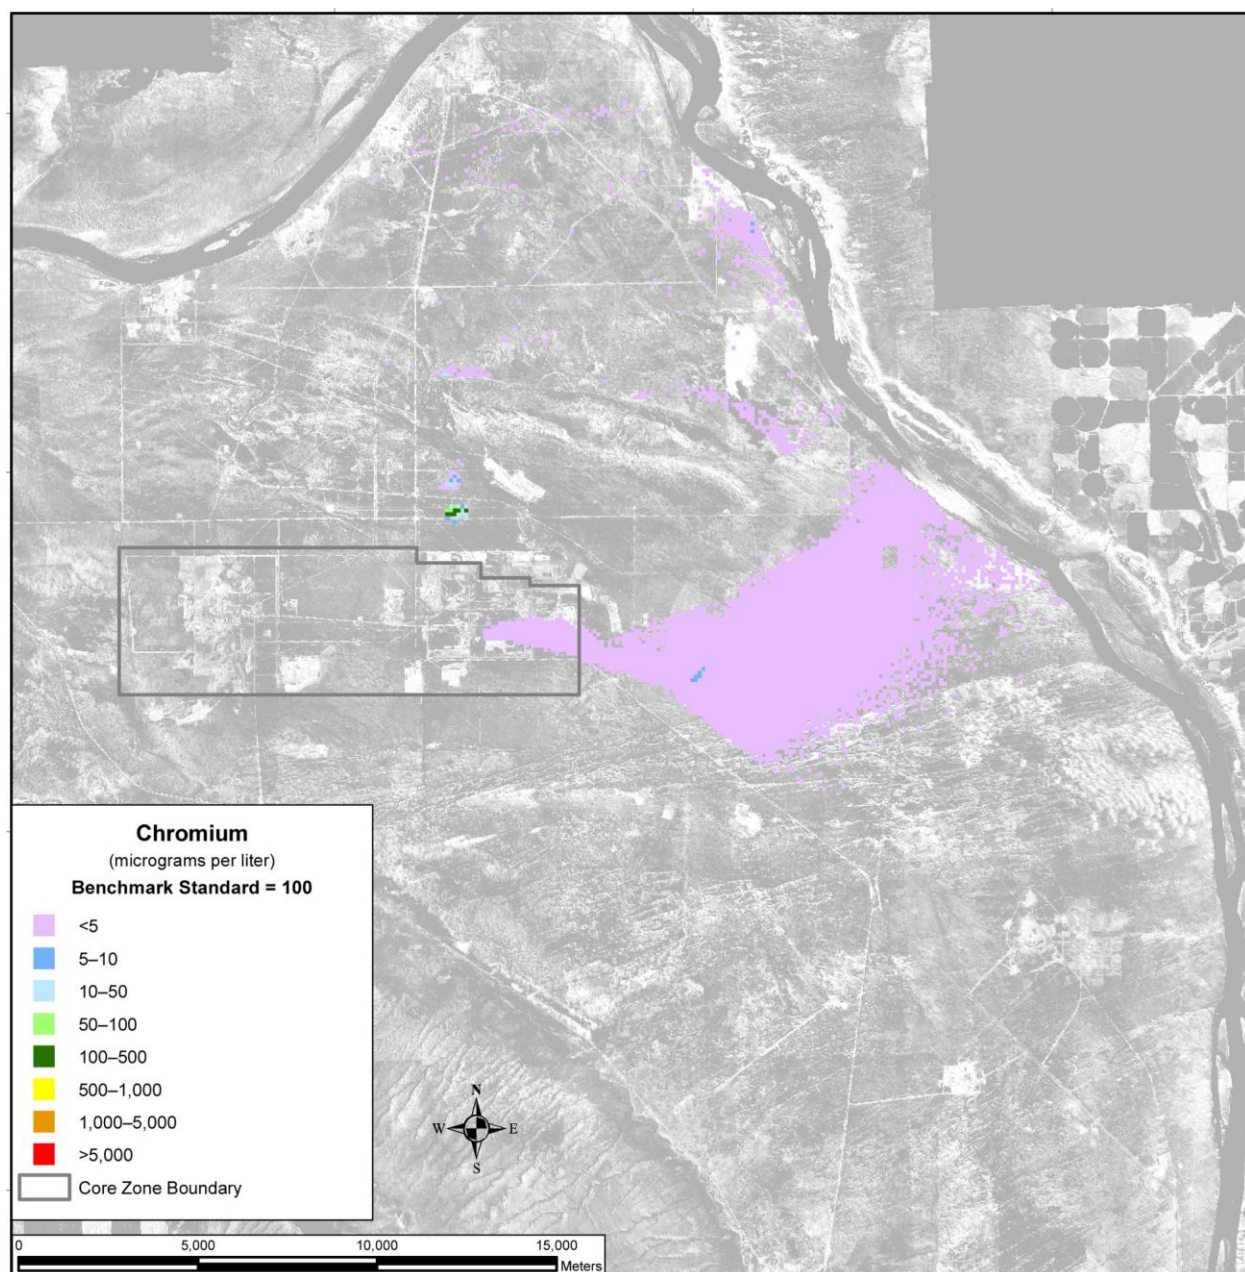 N
W E
S
Chromium
(micrograms per liter)
Benchmark Standard = 100
<5
5–10
10–50
50–100
100–500
500–1,000
1,000–5,000
>5,000
Core Zone Boundary
0 5,000 10,000 15,000
Meters